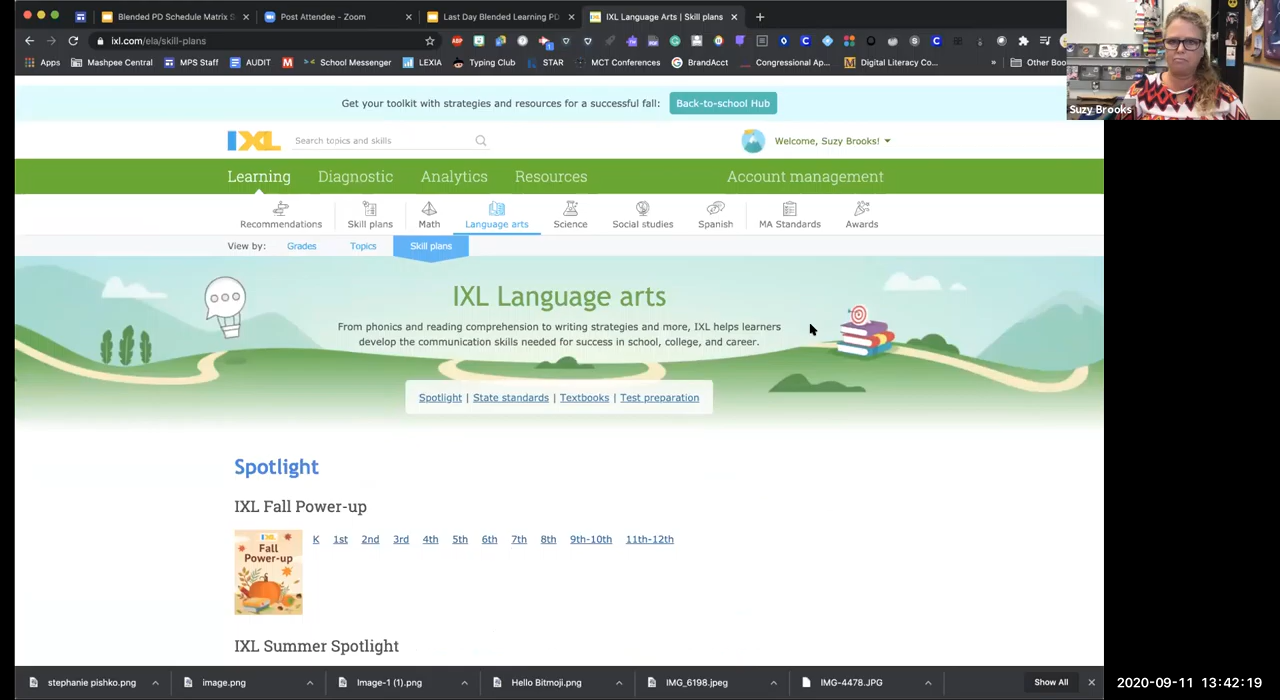 Blended PD Schedule Matrix S
Post Attendee - Zoom
Last Day Blended Learning PD
IXL Language Arts | Skill plans
ixl.com/ela/skill-plans
Apps
Mashpee Central
MPS Staff
AUDIT
School Messenger
LEXIA
Typing Club
STAR
MCT Conferences
BrandAcct
Congressional Ap...
Digital Literacy Co...
»
Other Boo
Suzy Brooks
Get your toolkit with strategies and resources for a successful fall:
Back-to-school Hub
IXL
Search topics and skills
Welcome, Suzy Brooks!
Learning
Diagnostic
Analytics
Resources
Account management
Recommendations
Skill plans
Math
Language arts
Science
Social studies
Spanish
MA Standards
Awards
View by:
Grades
Topics
Skill plans
IXL Language arts
From phonics and reading comprehension to writing strategies and more, IXL helps learners
develop the communication skills needed for success in school, college, and career.
Spotlight | State standards | Textbooks | Test preparation
Spotlight
IXL Fall Power-up
IXL
Fall
Power-up
K 1st 2nd 3rd 4th 5th 6th 7th 8th 9th-10th 11th-12th
IXL Summer Spotlight
stephanie pishko.png
image.png
Image-1 (1).png
Hello Bitmoji.png
IMG_6198.jpeg
IMG-4478.JPG
Show All
2020-09-11 13:42:19